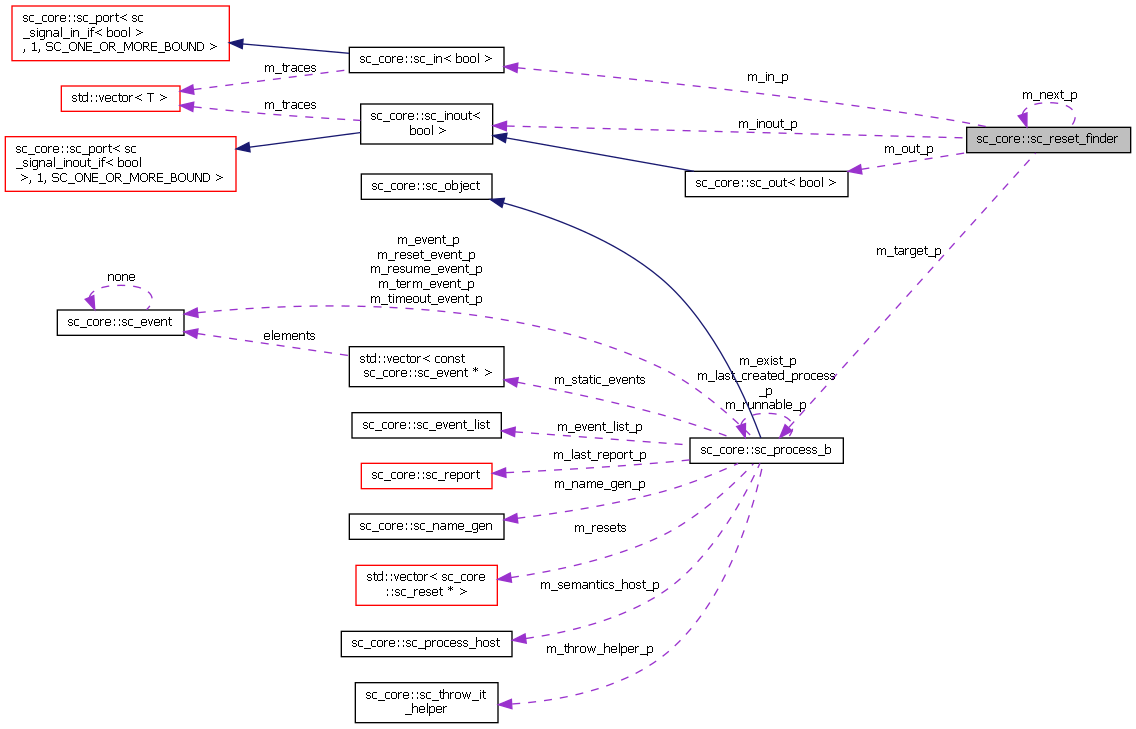 sc_core::sc_port< sc
_signal_in_if< bool >
, 1, SC_ONE_OR_MORE_BOUND >
sc_core::sc_in< bool >
m_traces
m_in_p
std::vector< T >
m_traces
m_next_p
sc_core::sc_inout<
bool >
m_inout_p
sc_core::sc_reset_finder
sc_core::sc_port< sc
_signal_inout_if< bool
>, 1, SC_ONE_OR_MORE_BOUND >
m_out_p
sc_core::sc_out< bool >
sc_core::sc_object
m_target_p
m_event_p
m_reset_event_p
m_resume_event_p
m_term_event_p
m_timeout_event_p
none
sc_core::sc_event
elements
std::vector< const
sc_core::sc_event * >
m_static_events
m_exist_p
m_last_created_process
_p
m_runnable_p
sc_core::sc_event_list
m_event_list_p
sc_core::sc_process_b
m_last_report_p
sc_core::sc_report
m_name_gen_p
sc_core::sc_name_gen
m_resets
std::vector< sc_core
::sc_reset * >
m_semantics_host_p
sc_core::sc_process_host
m_throw_helper_p
sc_core::sc_throw_it
_helper